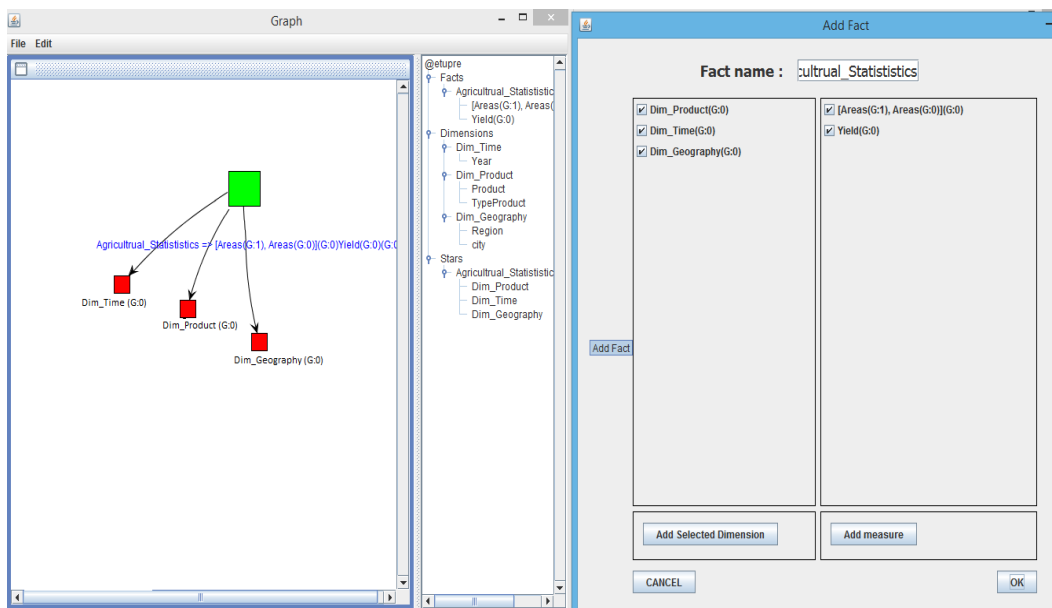 Graph
File Edit
Agricultrual_Statististics => [Areas(G:1), Areas(G:0)](G:0)Yield(G:0)(G:0
Dim_Time (G:0)
Dim_Product (G:0)
Dim_Geography (G:0)
@etupre
Facts
Agricultrual_Statististic
[Areas(G:1), Areas(
Yield(G:0)
Dimensions
Dim_Time
Year
Dim_Product
Product
TypeProduct
Dim_Geography
Region
city
Stars
Agricultrual_Statististic
Dim_Product
Dim_Time
Dim_Geography
Add Fact
Fact name : cultrual_Statististics
Dim_Product(G:0)
Dim_Time(G:0)
Dim_Geography(G:0)
[Areas(G:1), Areas(G:0)](G:0)
Yield(G:0)
Add Fact
Add Selected Dimension
Add measure
CANCEL
OK